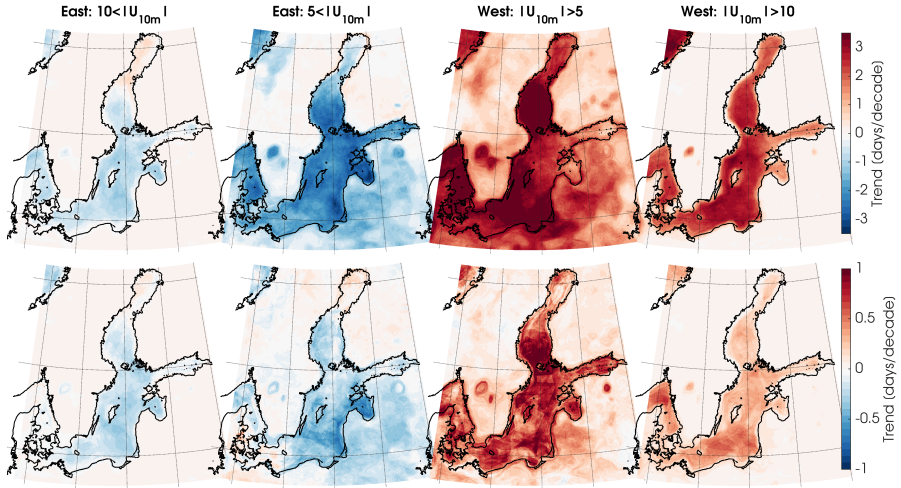 East: 10<|U10m|
East: 5<|U10m|
West: |U10m|>5
West: |U10m|>10
3
2
1
0
-1
-2
-3
Trend (days/decade)
1
0.5
0
-0.5
-1
Trend (days/decade)